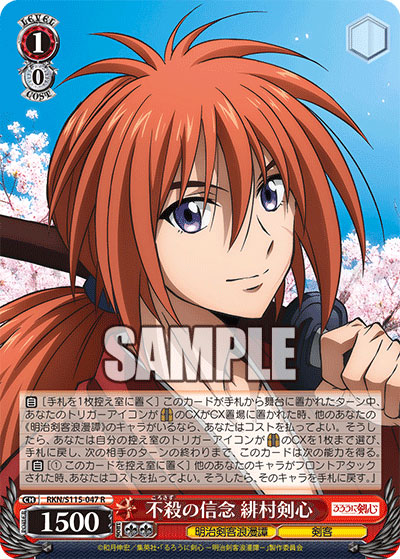 LEVEL
1
0
COST
SAMPLE
自［手札を1枚控え室に置く］このカードが手札から舞台に置かれたターン中、
あなたのトリガーアイコンが のCXがCX置場に置かれた時、他のあなたの
《明治剣客浪漫譚》のキャラがいるなら、あなたはコストを払ってよい。そうし
たら、あなたは自分の控え室のトリガーアイコンが のCXを1枚まで選び、
手札に戻し、次の相手のターンの終わりまで、このカードは次の能力を得る。
『自［(1) このカードを控え室に置く］このカードがフロントアタック
された時、あなたはコストを払ってよい。そうしたら、そのキャラを手札に戻す。』
CH RKN/S115-047 R
ころさず
不殺の信念 緋村剣心
1500
明治剣客浪漫譚
剣客
るろうに剣心
©和月伸宏／集英社・「るろうに剣心 －明治剣客浪漫譚－」製作委員会